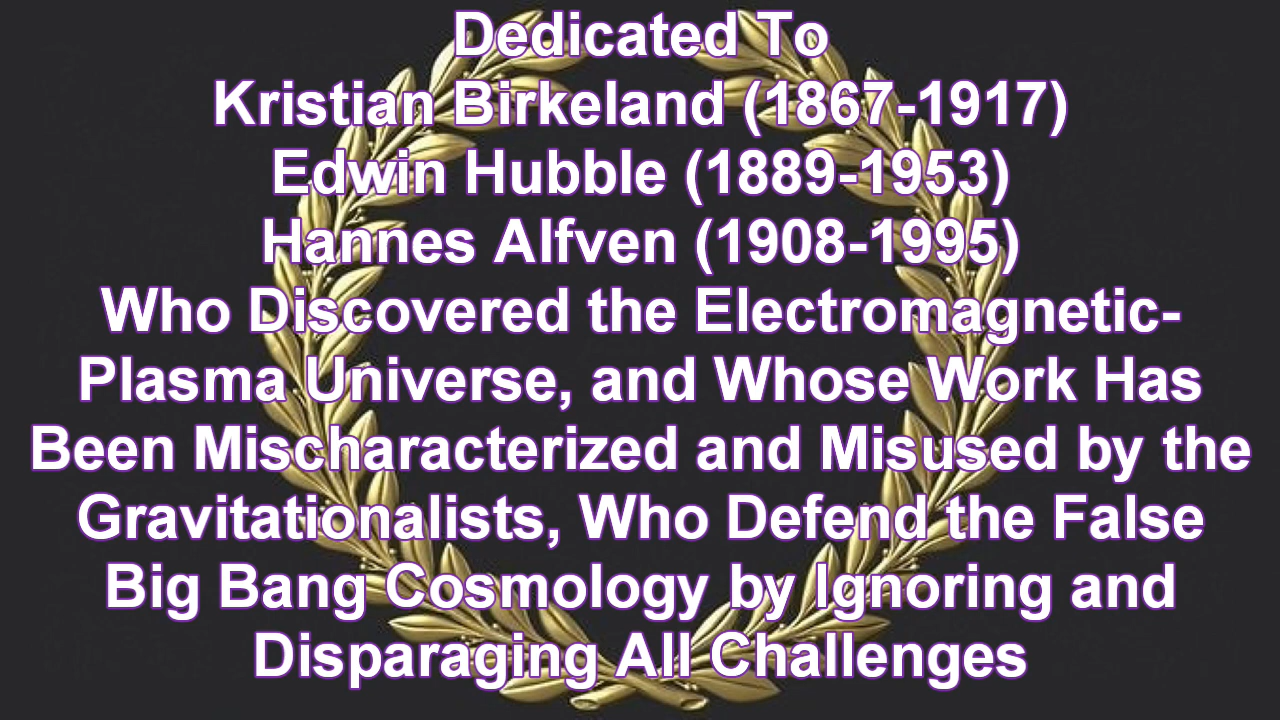 Dedicated To
Kristian Birkeland (1867-1917)
Edwin Hubble (1889-1953)
Hannes Alfven (1908-1995)
Who Discovered the Electromagnetic-
Plasma Universe, and Whose Work Has
Been Mischaracterized and Misused by the
Gravitationalists, Who Defend the False
Big Bang Cosmology by Ignoring and
Disparaging All Challenges